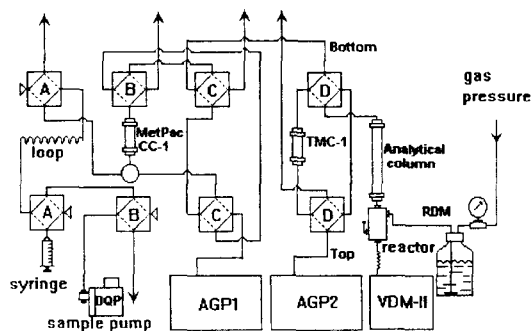 Bottom
gas
pressure
A
B
C
D
MetPac
CC-1
TMC-1
Analytical
column
loop
A
B
C
D
RDM
reactor
Top
syringe
DQP
sample pump
AGP1
AGP2
VDM-II